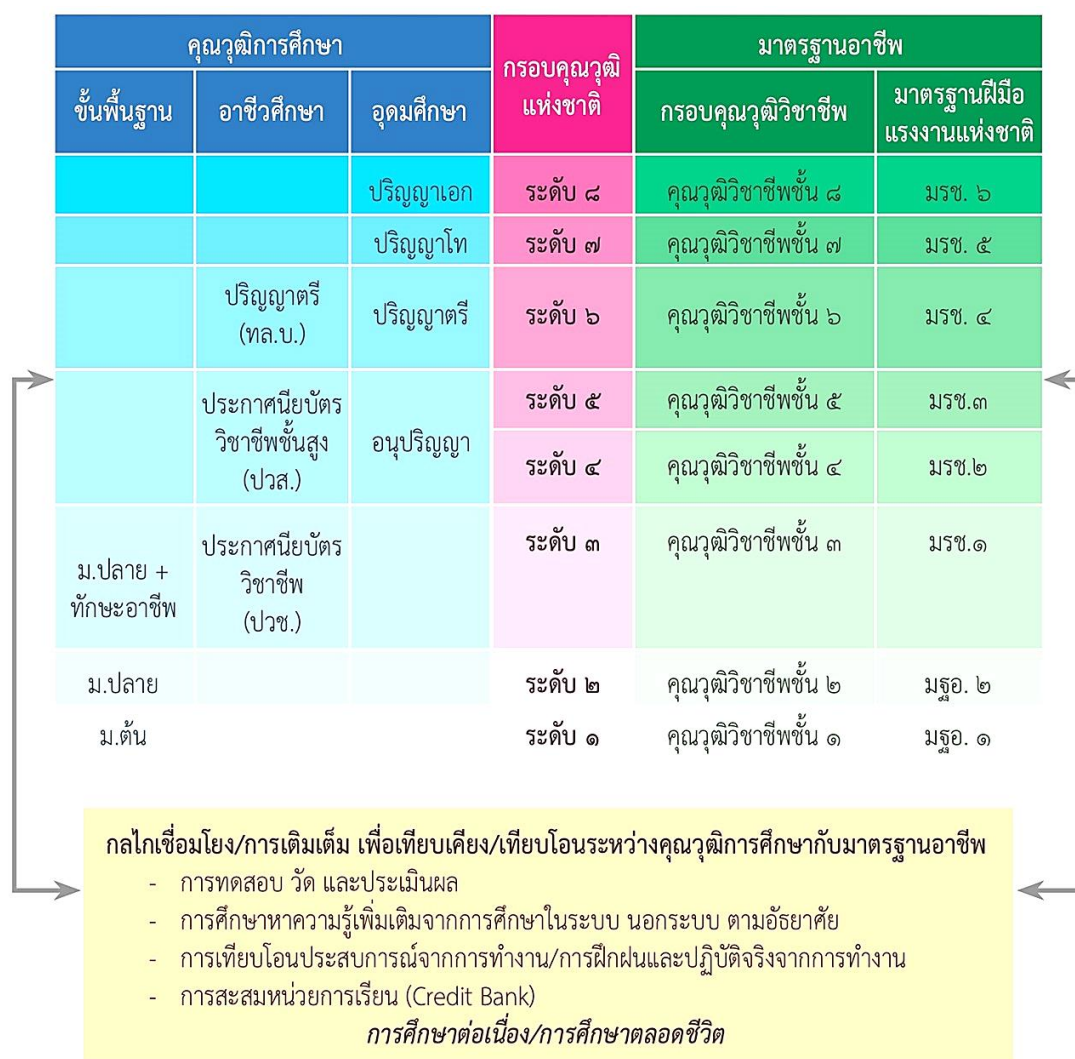 คุณวุฒิการศึกษา
กรอบคุณวุฒิ
แห่งชาติ
มาตรฐานอาชีพ
ขั้นพื้นฐาน
อาชีวศึกษา
อุดมศึกษา
กรอบคุณวุฒิวิชาชีพ
มาตรฐานฝีมือ
แรงงานแห่งชาติ
ปริญญาเอก
ระดับ ๘
คุณวุฒิวิชาชีพชั้น ๘
มรช. ๖
ปริญญาโท
ระดับ ๗
คุณวุฒิวิชาชีพชั้น ๗
มรช. ๕
ปริญญาตรี
(ทล.บ.)
ปริญญาตรี
ระดับ ๖
คุณวุฒิวิชาชีพชั้น ๖
มรช. ๔
ประกาศนียบัตร
วิชาชีพชั้นสูง
(ปวส.)
อนุปริญญา
ระดับ ๕
คุณวุฒิวิชาชีพชั้น ๕
มรช.๓
ระดับ ๔
คุณวุฒิวิชาชีพชั้น ๔
มรช.๒
ม.ปลาย +
ทักษะอาชีพ
ประกาศนียบัตร
วิชาชีพ
(ปวช.)
ระดับ ๓
คุณวุฒิวิชาชีพชั้น ๓
มรช.๑
ม.ปลาย
ระดับ ๒
คุณวุฒิวิชาชีพชั้น ๒
มฐอ. ๒
ม.ต้น
ระดับ ๑
คุณวุฒิวิชาชีพชั้น ๑
มฐอ. ๑
กลไกเชื่อมโยง/การเติมเต็ม เพื่อเทียบเคียง/เทียบโอนระหว่างคุณวุฒิการศึกษากับมาตรฐานอาชีพ
- การทดสอบ วัด และประเมินผล
- การศึกษาหาความรู้เพิ่มเติมจากการศึกษาในระบบ นอกระบบ ตามอัธยาศัย
- การเทียบโอนประสบการณ์จากการทำงาน/การฝึกฝนและปฏิบัติจริงจากการทำงาน
- การสะสมหน่วยการเรียน (Credit Bank)
การศึกษาต่อเนื่อง/การศึกษาตลอดชีวิต